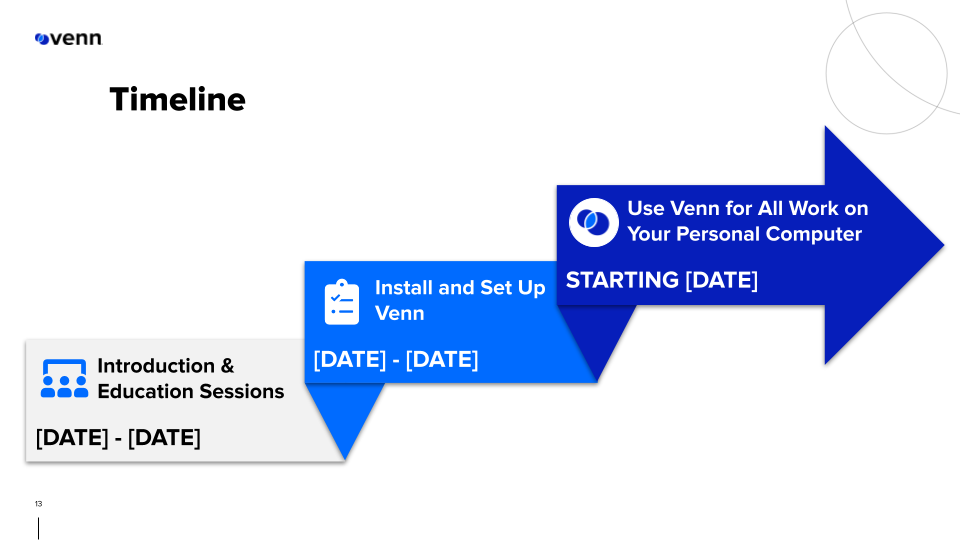 venn
Timeline
Use Venn for All Work on
Your Personal Computer
STARTING [DATE]
Install and Set Up
Venn
[DATE] - [DATE]
Introduction &
Education Sessions
[DATE] - [DATE]
13